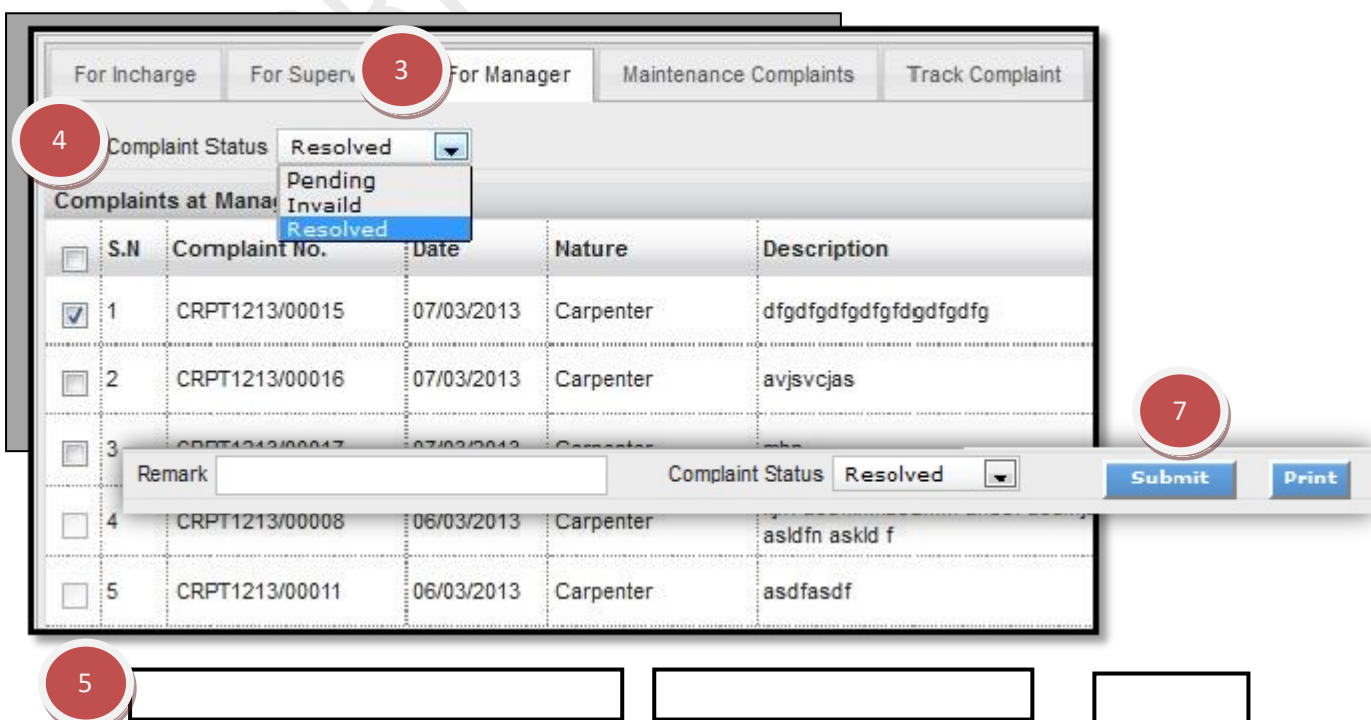 3
For Incharge For Superv For Manager Maintenance Complaints Track Complaint
4
Complaint Status Resolved
Pending
Invaild
Resolved
Complaints at Mana
S.N Complaint No. Date Nature Description
1 CRPT1213/00015 07/03/2013 Carpenter dfgdfgdfgdfgfdgdfgdfg
2 CRPT1213/00016 07/03/2013 Carpenter avjsvcjas
7
3
Remark Complaint Status Resolved Submit Print
4 CRPT1213/00008 06/03/2013 Carpenter
asldfn askld f
5 CRPT1213/00011 06/03/2013 Carpenter asdfasdf
5